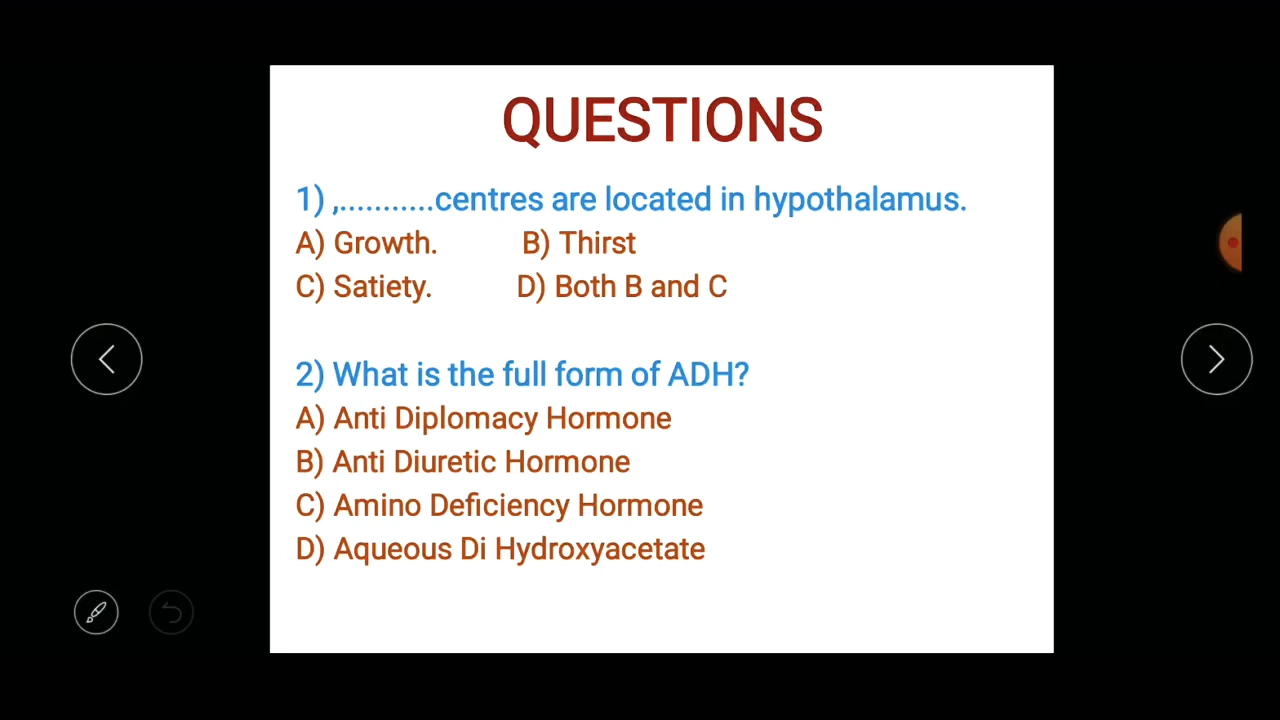 QUESTIONS
1) ,...........centres are located in hypothalamus.
A) Growth. B) Thirst
C) Satiety. D) Both B and C
2) What is the full form of ADH?
A) Anti Diplomacy Hormone
B) Anti Diuretic Hormone
C) Amino Deficiency Hormone
D) Aqueous Di Hydroxyacetate